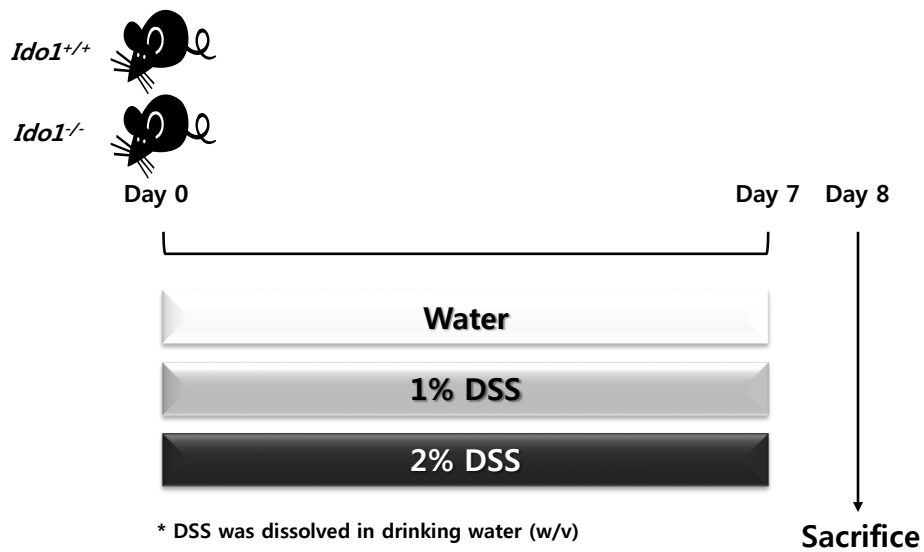 Ido1+/+
Ido1-/-
Day 0 Day 7 Day 8
Water
1% DSS
2% DSS
* DSS was dissolved in drinking water (w/v)
Sacrifice